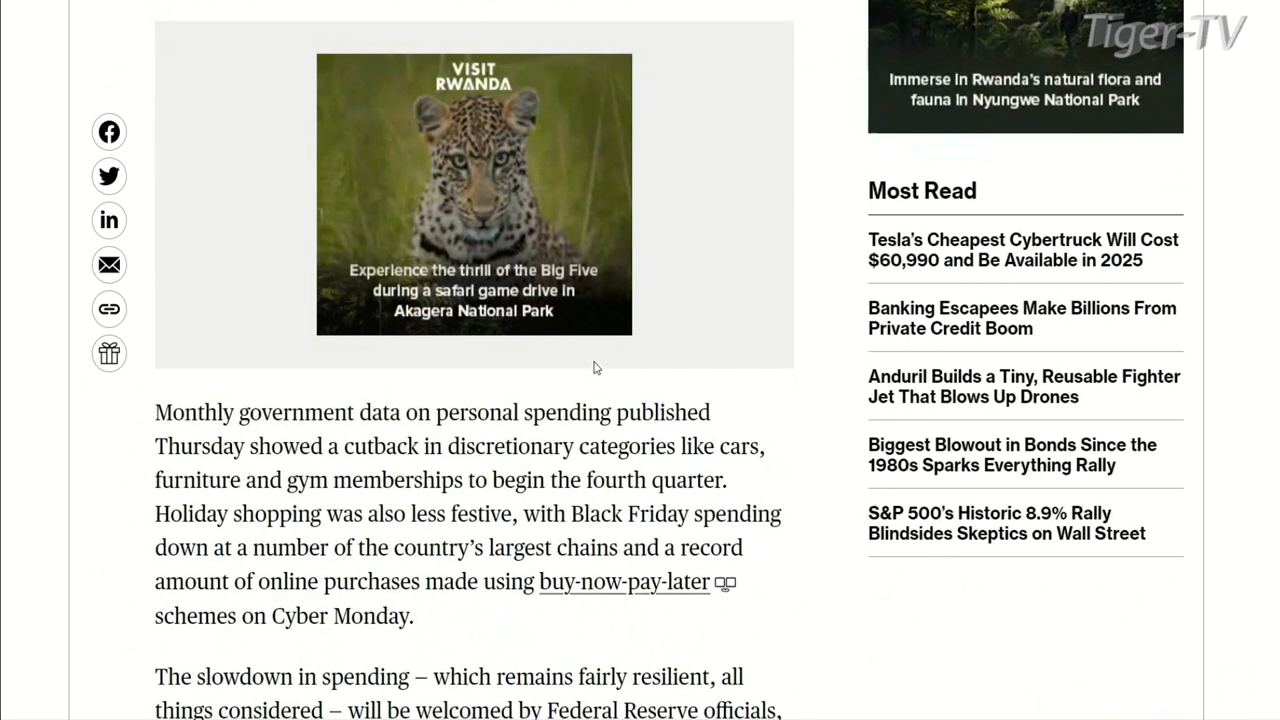 Tiger-TV
VISIT
RWANDA
Experience the thrill of the Big Five
during a safari game drive in
Akagera National Park
Monthly government data on personal spending published
Thursday showed a cutback in discretionary categories like cars,
furniture and gym memberships to begin the fourth quarter.
Holiday shopping was also less festive, with Black Friday spending
down at a number of the country’s largest chains and a record
amount of online purchases made using buy-now-pay-later
schemes on Cyber Monday.
The slowdown in spending – which remains fairly resilient, all
things considered – will be welcomed by Federal Reserve officials,
Immerse in Rwanda's natural flora and
fauna in Nyungwe National Park
Most Read
Tesla’s Cheapest Cybertruck Will Cost
$60,990 and Be Available in 2025
Banking Escapees Make Billions From
Private Credit Boom
Anduril Builds a Tiny, Reusable Fighter
Jet That Blows Up Drones
Biggest Blowout in Bonds Since the
1980s Sparks Everything Rally
S&P 500’s Historic 8.9% Rally
Blindsides Skeptics on Wall Street